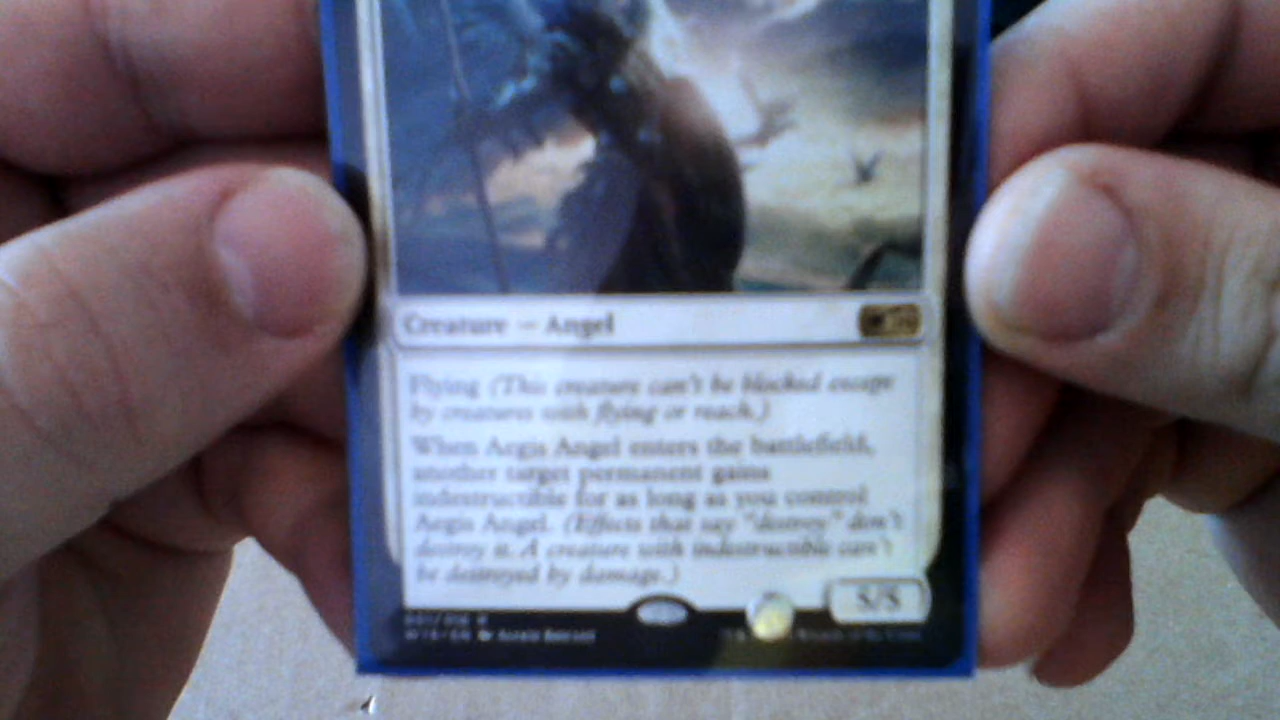 Creature — Angel
Flying (This creature can't be blocked except
by creatures with flying or reach.)
When Aegis Angel enters the battlefield,
another target permanent gains
indestructible for as long as you control
Aegis Angel. (Effects that say "destroy" don't
destroy it. A creature with indestructible can't
be destroyed by damage.)
5/5